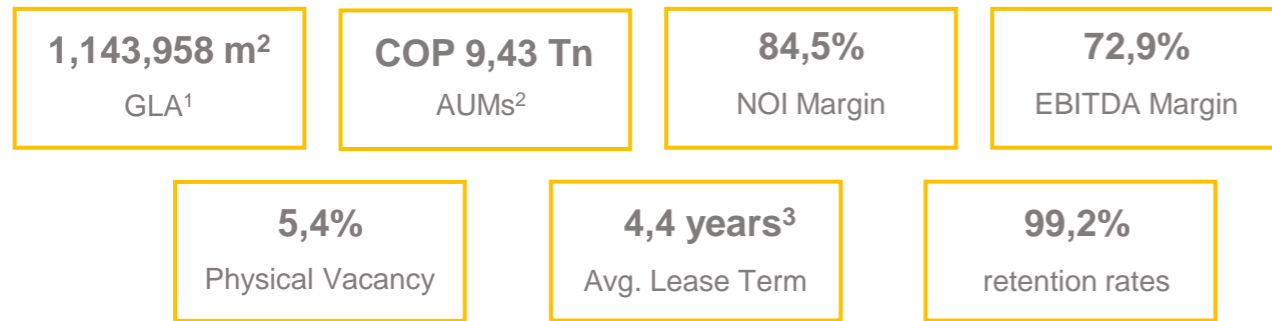 1,143,958 m²
GLA¹
COP 9,43 Tn
AUMs²
84,5%
NOI Margin
72,9%
EBITDA Margin
5,4%
Physical Vacancy
4,4 years³
Avg. Lease Term
99,2%
retention rates